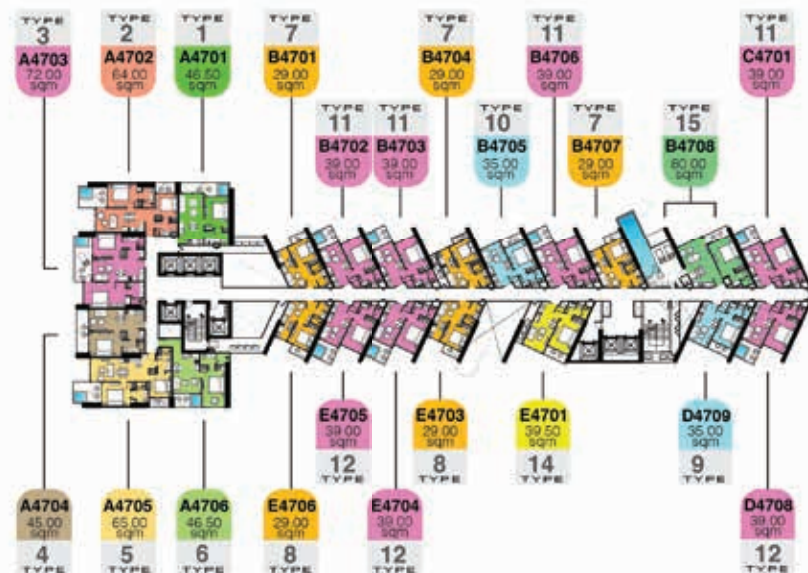 TYPE
3
A4703
72.00
sqm
TYPE
2
A4702
64.00
sqm
TYPE
1
A4701
46.50
sqm
TYPE
7
B4701
29.00
sqm
TYPE
7
B4704
29.00
sqm
TYPE
11
B4706
39.00
sqm
TYPE
11
C4701
39.00
sqm
TYPE
11
B4702
39.00
sqm
TYPE
11
B4703
39.00
sqm
TYPE
10
B4705
35.00
sqm
TYPE
7
B4707
29.00
sqm
TYPE
15
B4708
60.00
sqm
E4705
39.00
sqm
12
TYPE
E4703
29.00
sqm
8
TYPE
E4701
39.50
sqm
14
TYPE
D4709
35.00
sqm
9
TYPE
A4704
45.00
sqm
4
TYPE
A4705
65.00
sqm
5
TYPE
A4706
46.50
sqm
6
TYPE
E4706
29.00
sqm
8
TYPE
E4704
39.00
sqm
12
TYPE
D4708
39.00
sqm
12
TYPE